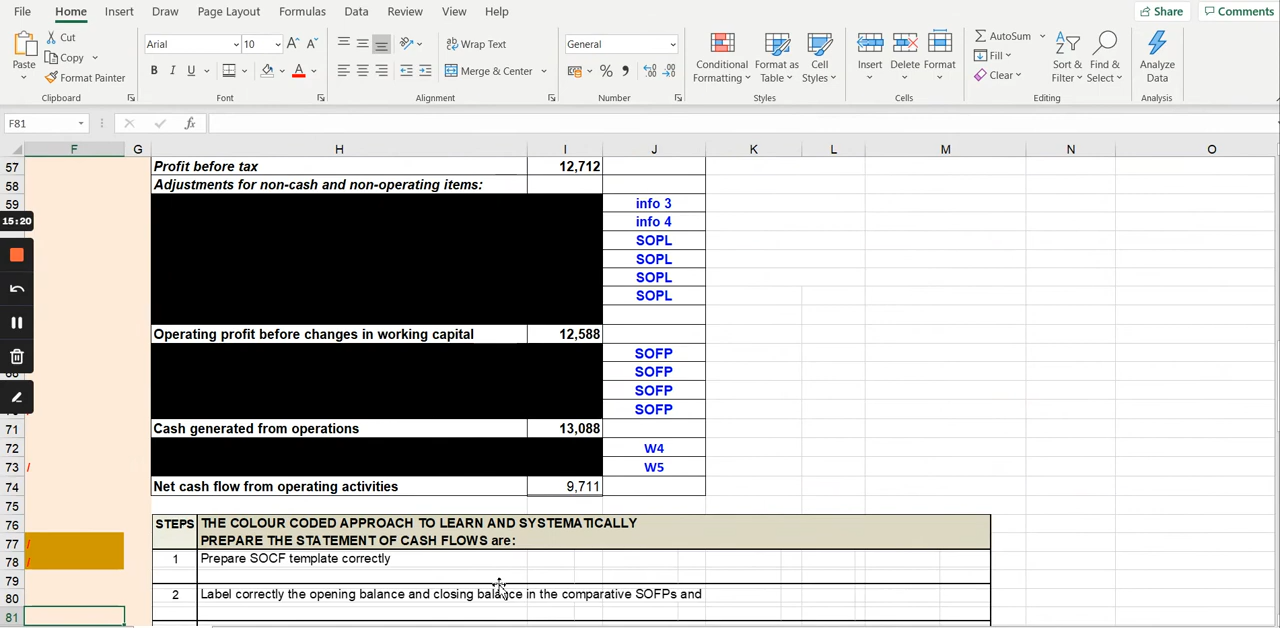 File Home Insert Draw Page Layout Formulas Data Review View Help Share Comments
Paste Cut Copy Format Painter Clipboard
Arial 10 A A B I U A Font
Wrap Text Merge & Center Alignment
General % Number
Conditional Formatting Format as Table Cell Styles Styles
Insert Delete Format Cells
AutoSum Fill Clear Sort & Filter Find & Select Editing
Analyze Data Analysis
F81 fx
F G H I J K L M N O
57 Profit before tax 12,712
58 Adjustments for non-cash and non-operating items:
59 info 3
15:20 info 4
SOPL
SOPL
SOPL
SOPL
Operating profit before changes in working capital 12,588
SOFP
SOFP
SOFP
SOFP
71 Cash generated from operations 13,088
72 W4
73 / W5
74 Net cash flow from operating activities 9,711
75
76 STEPS THE COLOUR CODED APPROACH TO LEARN AND SYSTEMATICALLY
77 / PREPARE THE STATEMENT OF CASH FLOWS are:
78 / 1 Prepare SOCF template correctly
79
80 2 Label correctly the opening balance and closing balance in the comparative SOFPs and
81